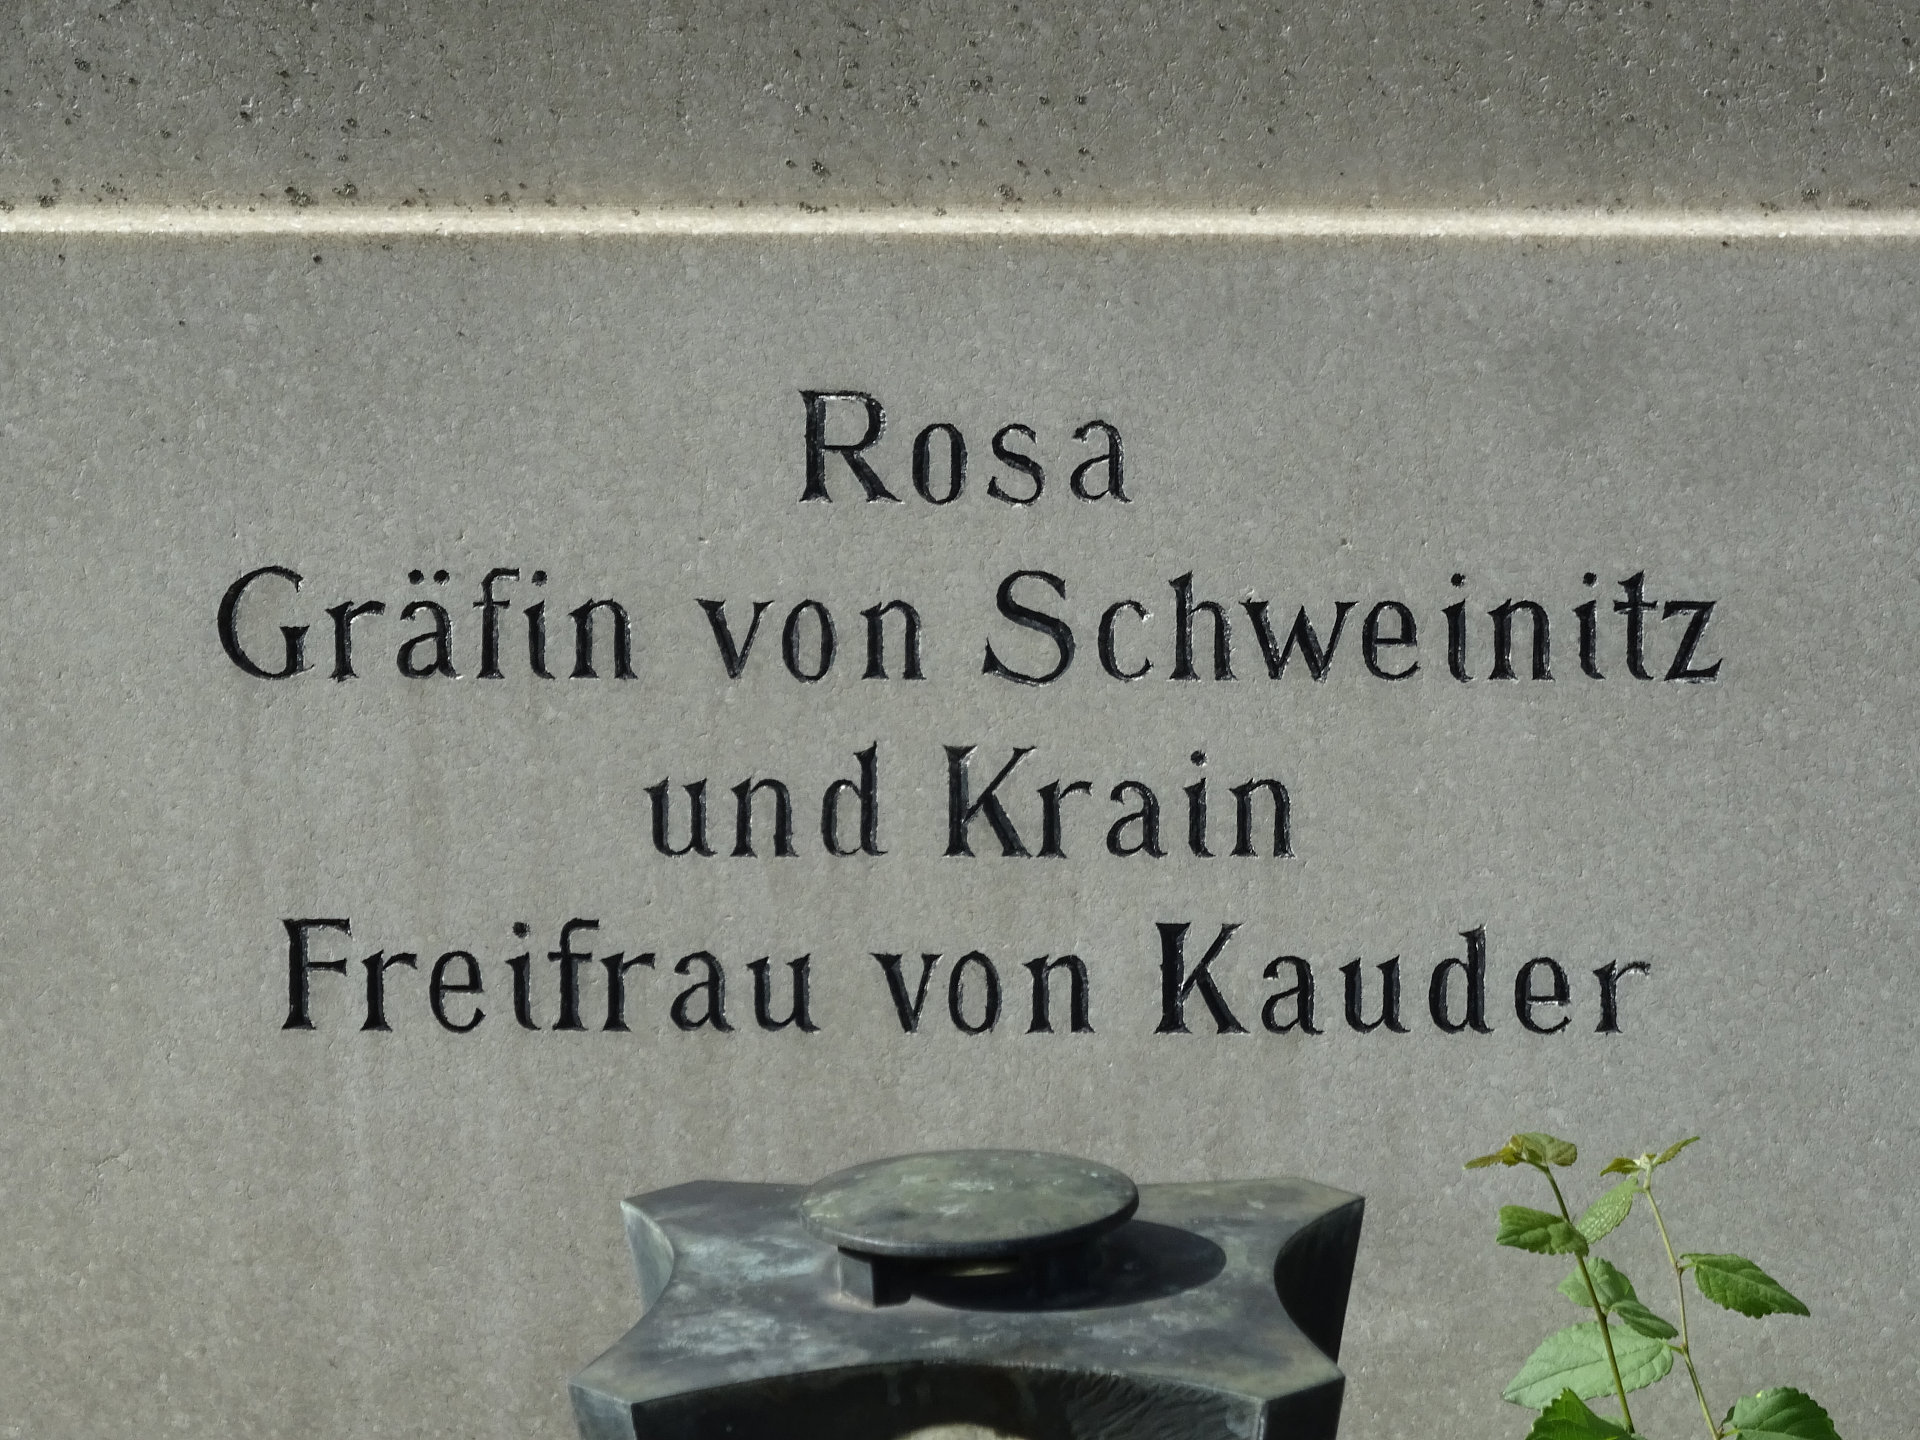 Rosa
Gräfin von Schweinitz
und Krain
Freifrau von Kauder